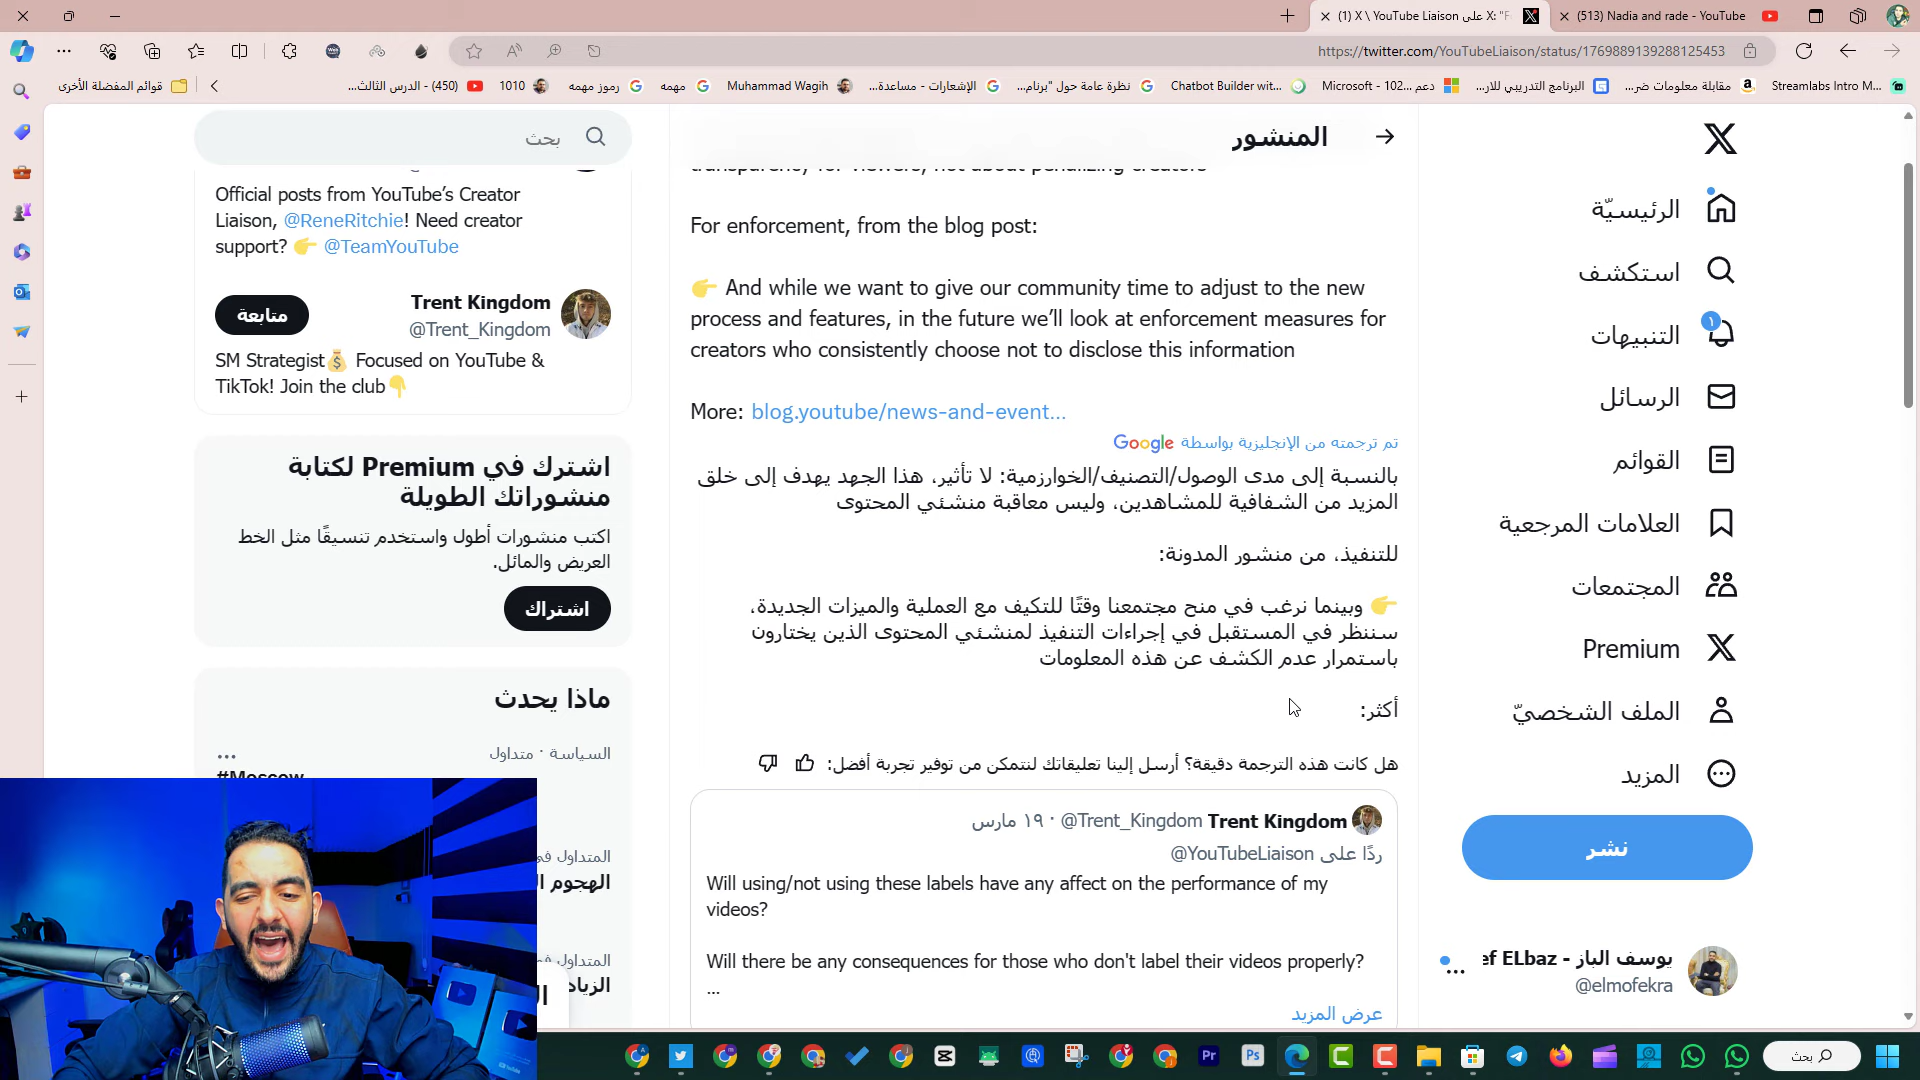 (1) X \ YouTube Liaison على X: "F
(513) Nadia and rade - YouTube
https://twitter.com/YouTubeLiaison/status/1769889139288125453
قوائم المفضلة الأخرى
(450) - الدرس الثالث...
1010
رموز مهمه
مهمه
Muhammad Wagih
الإشعارات - مساعدة...
نظرة عامة حول "برنام...
Chatbot Builder wit...
دعم Microsoft - 102...
البرنامج التدريبي للار...
مقابلة معلومات ضر...
Streamlabs Intro M...
بحث
Official posts from YouTube's Creator
Liaison, @ReneRitchie! Need creator
support? 👉 @TeamYouTube
متابعة
Trent Kingdom
@Trent_Kingdom
SM Strategist💰 Focused on YouTube &
TikTok! Join the club👇
اشترك في Premium لكتابة
منشوراتك الطويلة
اكتب منشورات أطول واستخدم تنسيقًا مثل الخط
العريض والمائل.
اشتراك
ماذا يحدث
السياسة · متداول
#Moscow
المتداول في
الهجوم
المتداول في
المنشور
transparency for viewers, not about penalizing creators
For enforcement, from the blog post:
👉 And while we want to give our community time to adjust to the new
process and features, in the future we'll look at enforcement measures for
creators who consistently choose not to disclose this information
More: blog.youtube/news-and-event...
تم ترجمته من الإنجليزية بواسطة Google
بالنسبة إلى مدى الوصول/التصنيف/الخوارزمية: لا تأثير، هذا الجهد يهدف إلى خلق
المزيد من الشفافية للمشاهدين، وليس معاقبة منشئي المحتوى
للتنفيذ، من منشور المدونة:
👉 وبينما نرغب في منح مجتمعنا وقتًا للتكيف مع العملية والميزات الجديدة،
سننظر في المستقبل في إجراءات التنفيذ لمنشئي المحتوى الذين يختارون
باستمرار عدم الكشف عن هذه المعلومات
أكثر:
هل كانت هذه الترجمة دقيقة؟ أرسل إلينا تعليقاتك لنتمكن من توفير تجربة أفضل:
Trent Kingdom @Trent_Kingdom · ١٩ مارس
ردًا على @YouTubeLiaison
Will using/not using these labels have any affect on the performance of my
videos?
Will there be any consequences for those who don't label their videos properly?
...
عرض المزيد
الرئيسيّة
استكشف
١
التنبيهات
الرسائل
القوائم
العلامات المرجعية
المجتمعات
Premium
الملف الشخصيّ
المزيد
نشر
يوسف الباز - ef ELbaz
@elmofekra
بحث